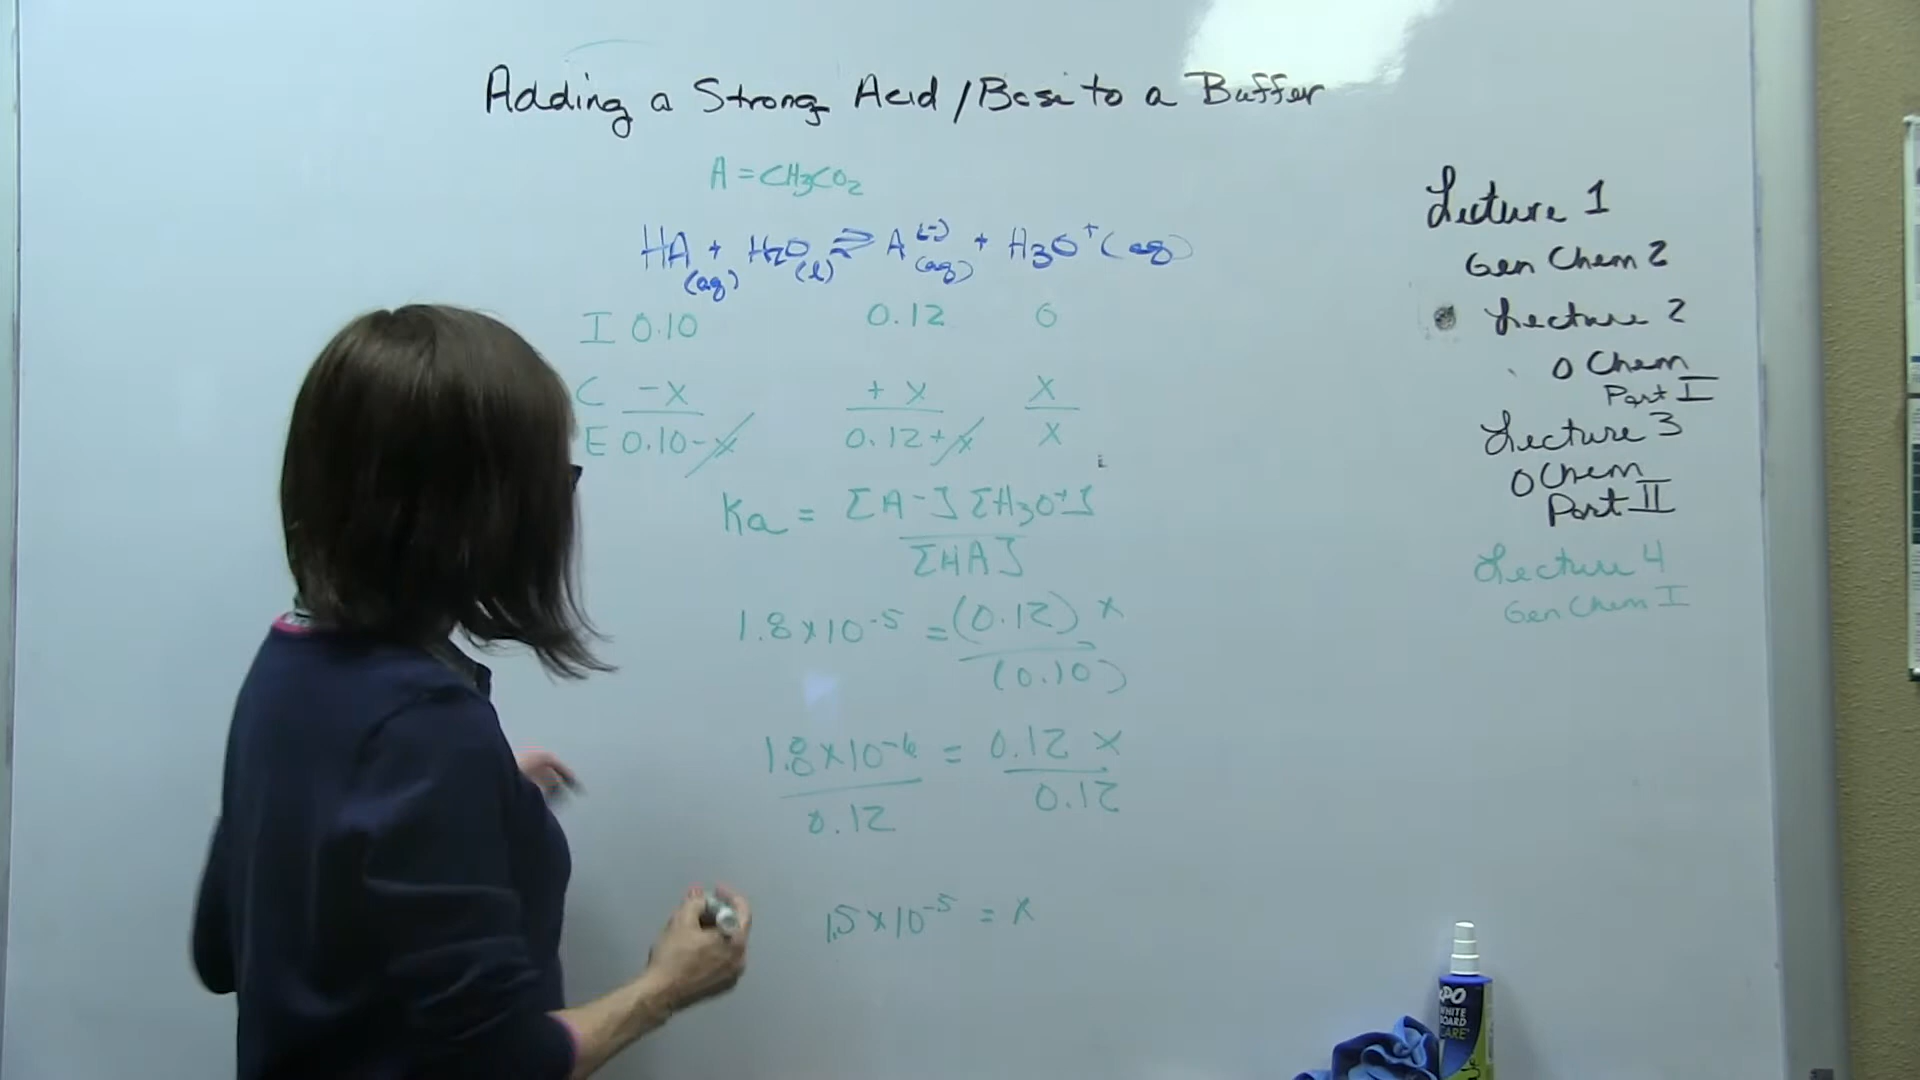 Adding a Strong Acid / Base to a Buffer
A = CH3CO2
HA(aq) + H2O(l) ⇌ A(-)(aq) + H3O+ (aq)
I 0.10 0.12 0
C -x + x x
E 0.10-x 0.12+x x
Ka = [A-][H3O+]
[HA]
1.8x10-5 = (0.12) x
(0.10)
1.8x10-6 = 0.12 x
0.12 0.12
1.5x10-5 = x
Lecture 1
Gen Chem 2
Lecture 2
O Chem
Part I
Lecture 3
O Chem
Part II
Lecture 4
Gen Chem I
WHITE
BOARD
CARE